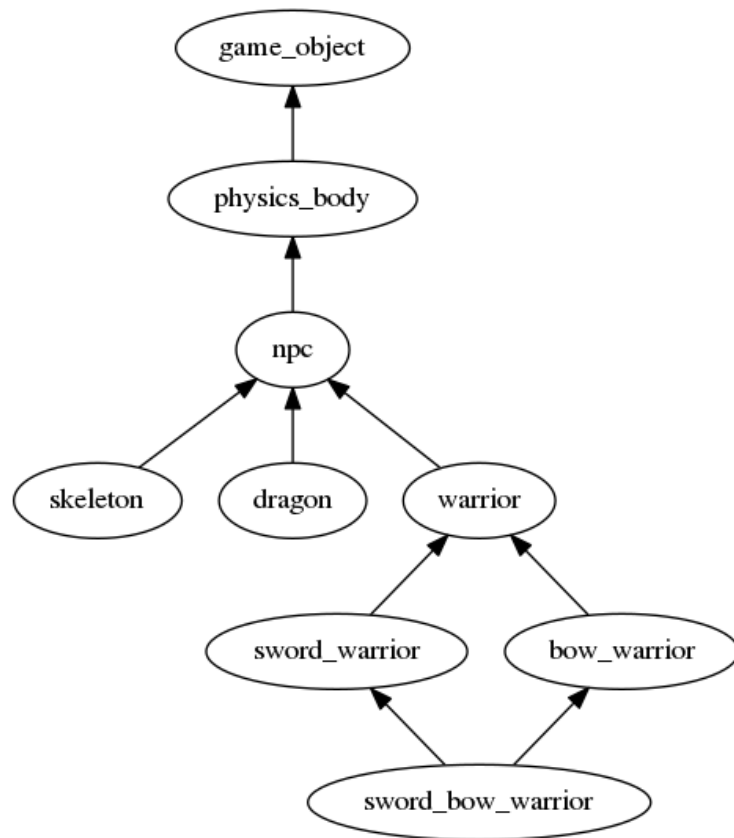 game_object
physics_body
npc
skeleton
dragon
warrior
sword_warrior
bow_warrior
sword_bow_warrior